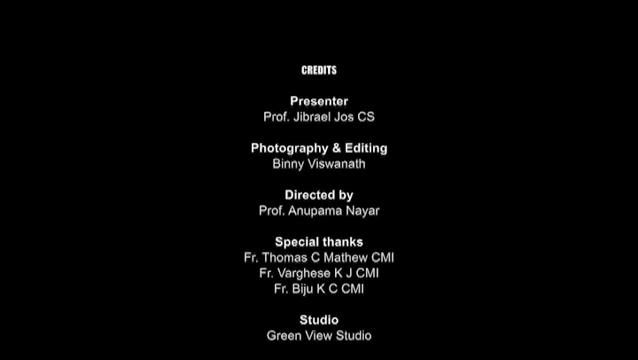 CREDITS
Presenter
Prof. Jibrael Jos CS
Photography & Editing
Binny Viswanath
Directed by
Prof. Anupama Nayar
Special thanks
Fr. Thomas C Mathew CMI
Fr. Varghese K J CMI
Fr. Biju K C CMI
Studio
Green View Studio